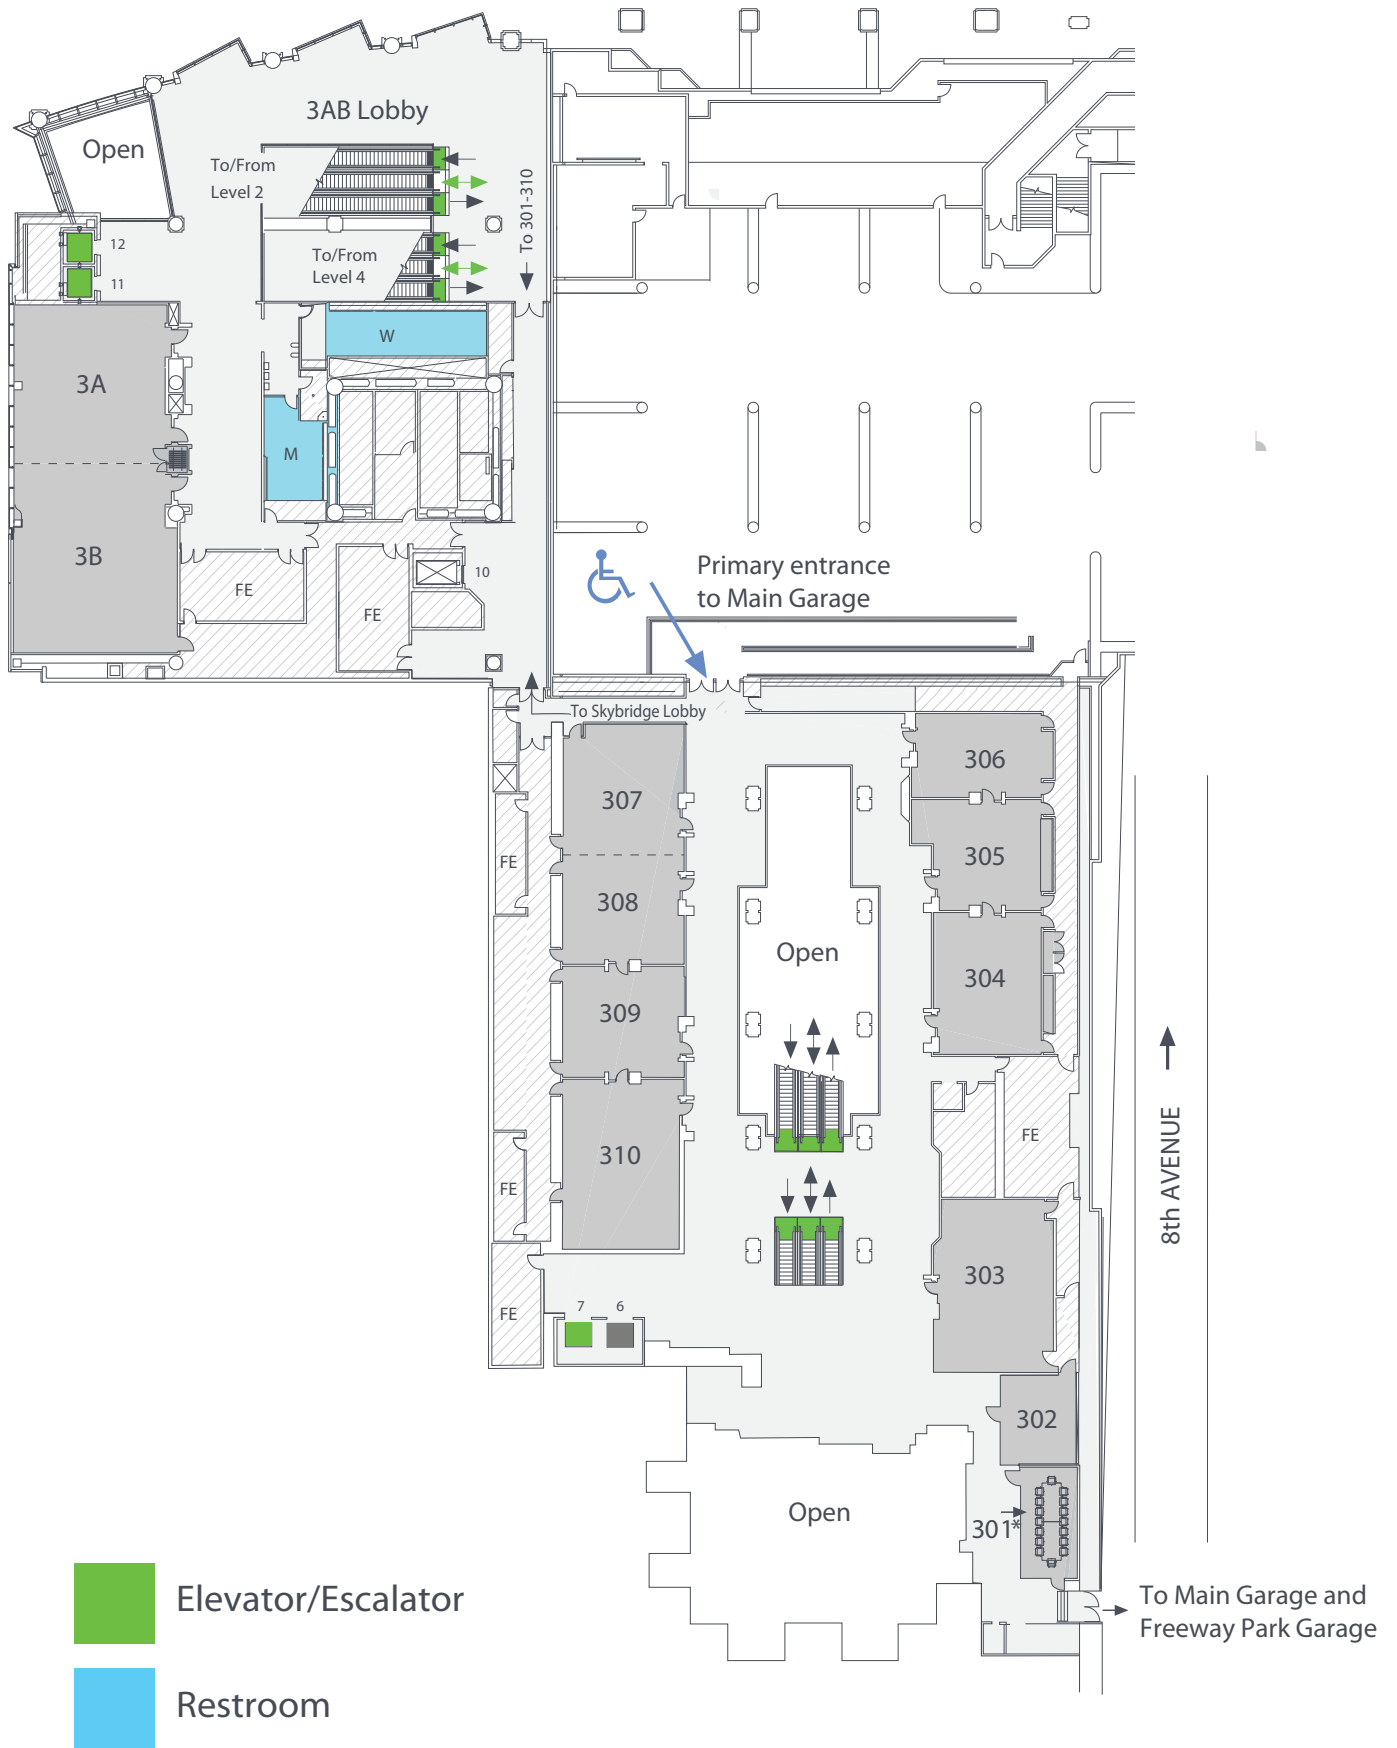 3AB Lobby
Open
To/From
Level 2
To 301-310
12
To/From
Level 4
11
W
3A
M
3B
10
FE
FE
Primary entrance
to Main Garage
To Skybridge Lobby
306
307
305
FE
308
Open
304
309
8th AVENUE
FE
310
FE
303
7
6
FE
302
Open
301*
Elevator/Escalator
To Main Garage and
Freeway Park Garage
Restroom